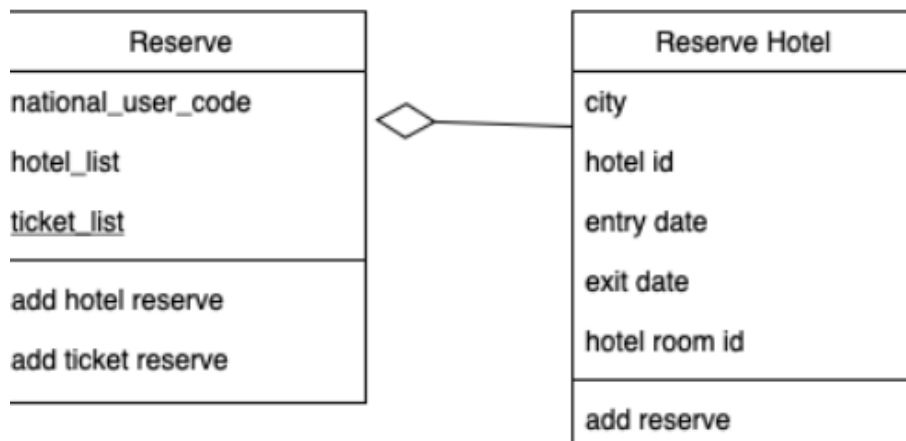 Reserve
national_user_code
hotel_list
ticket_list
add hotel reserve
add ticket reserve
Reserve Hotel
city
hotel id
entry date
exit date
hotel room id
add reserve